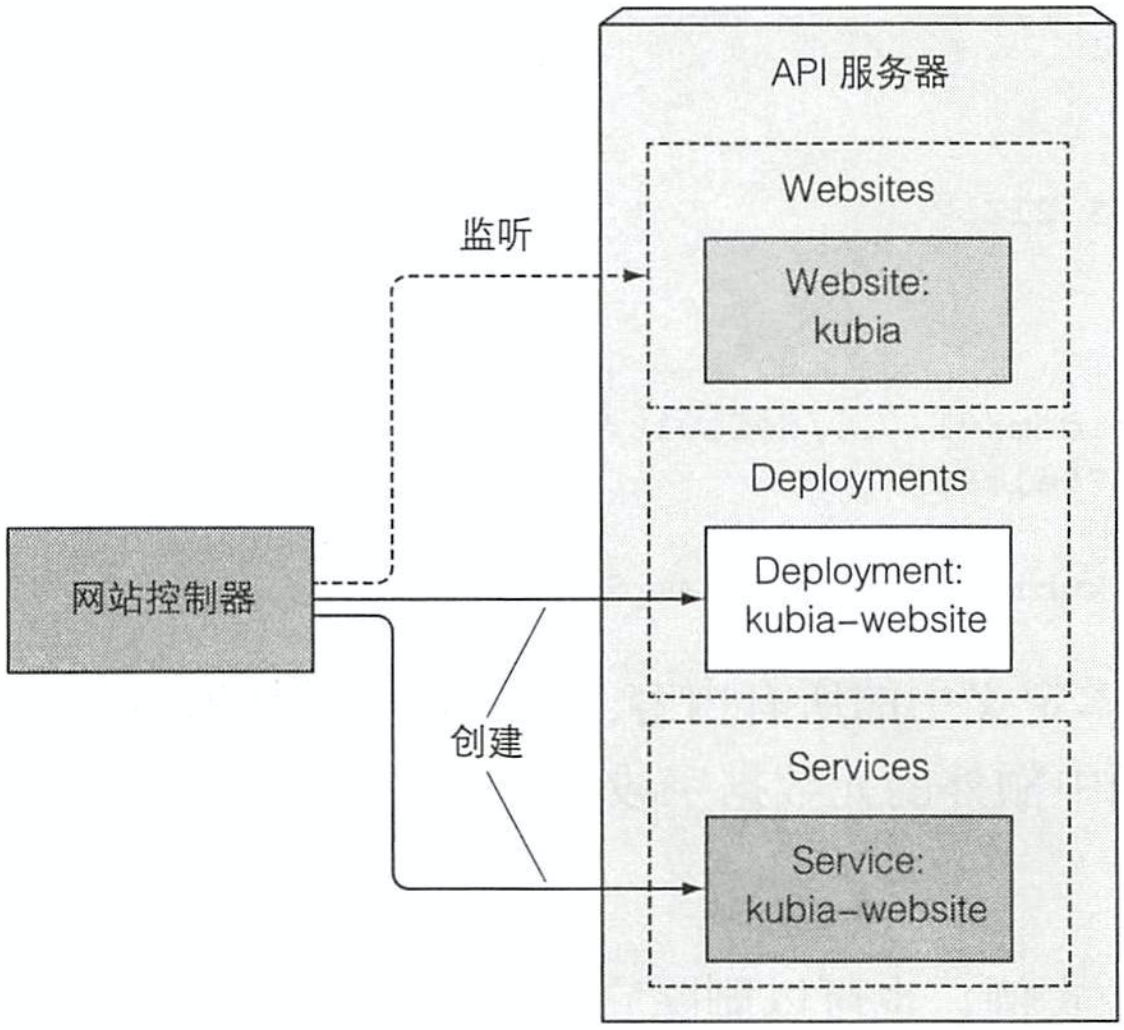 API 服务器
Websites
监听
Website:
kubia
Deployments
网站控制器
Deployment:
kubia–website
创建
Services
Service:
kubia–website